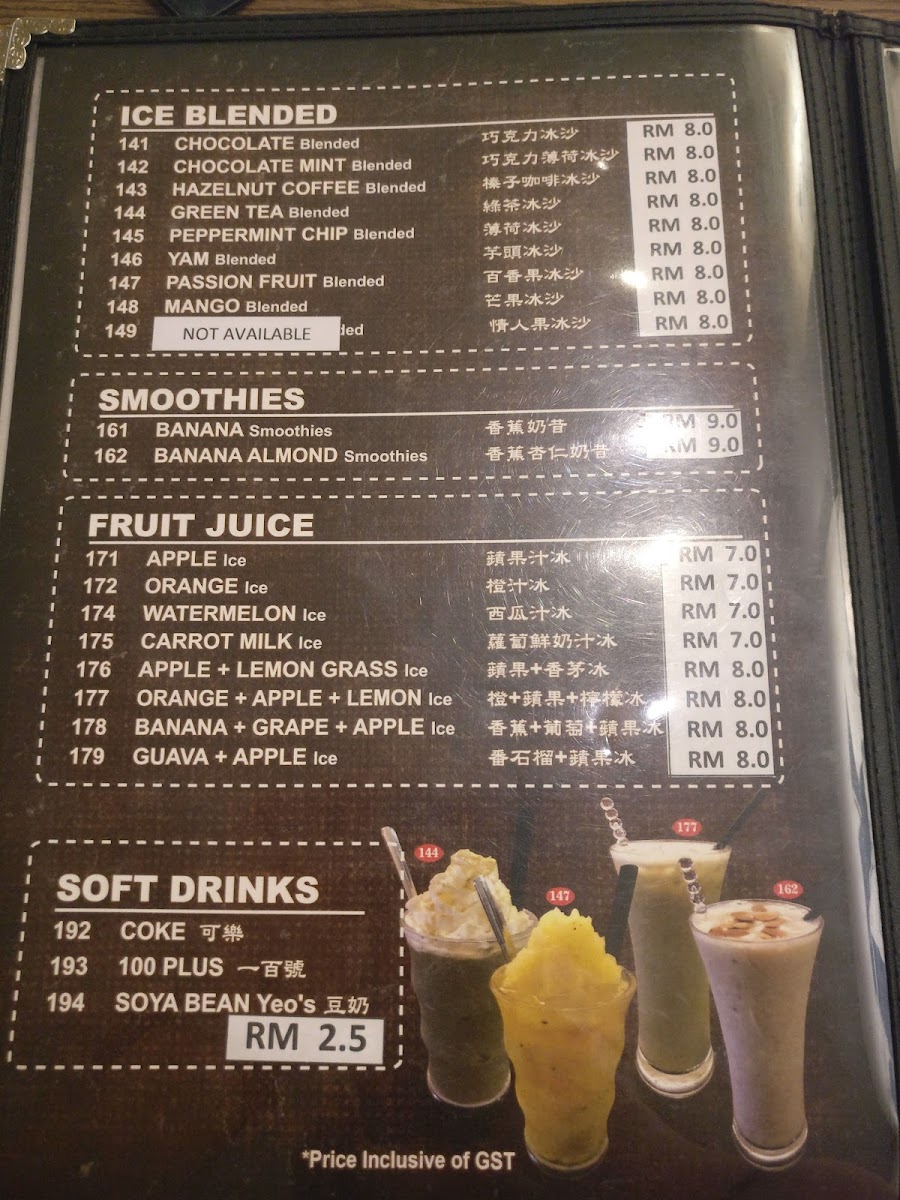 ICE BLENDED
141 CHOCOLATE Blended 巧克力冰沙 RM 8.0
142 CHOCOLATE MINT Blended 巧克力薄荷冰沙 RM 8.0
143 HAZELNUT COFFEE Blended 榛子咖啡冰沙 RM 8.0
144 GREEN TEA Blended 綠茶冰沙 RM 8.0
145 PEPPERMINT CHIP Blended 薄荷冰沙 RM 8.0
146 YAM Blended 芋頭冰沙 RM 8.0
147 PASSION FRUIT Blended 百香果冰沙 RM 8.0
148 MANGO Blended 芒果冰沙 RM 8.0
149 NOT AVAILABLE ded 情人果冰沙 RM 8.0
SMOOTHIES
161 BANANA Smoothies 香蕉奶昔 RM 9.0
162 BANANA ALMOND Smoothies 香蕉杏仁奶昔 RM 9.0
FRUIT JUICE
171 APPLE Ice 蘋果汁冰 RM 7.0
172 ORANGE Ice 橙汁冰 RM 7.0
174 WATERMELON Ice 西瓜汁冰 RM 7.0
175 CARROT MILK Ice 蘿蔔鮮奶汁冰 RM 7.0
176 APPLE + LEMON GRASS Ice 蘋果+香茅冰 RM 8.0
177 ORANGE + APPLE + LEMON Ice 橙+蘋果+檸檬冰 RM 8.0
178 BANANA + GRAPE + APPLE Ice 香蕉+葡萄+蘋果冰 RM 8.0
179 GUAVA + APPLE Ice 番石榴+蘋果冰 RM 8.0
SOFT DRINKS
192 COKE 可樂
193 100 PLUS 一百號
194 SOYA BEAN Yeo's 豆奶
RM 2.5
144
147
177
162
*Price Inclusive of GST